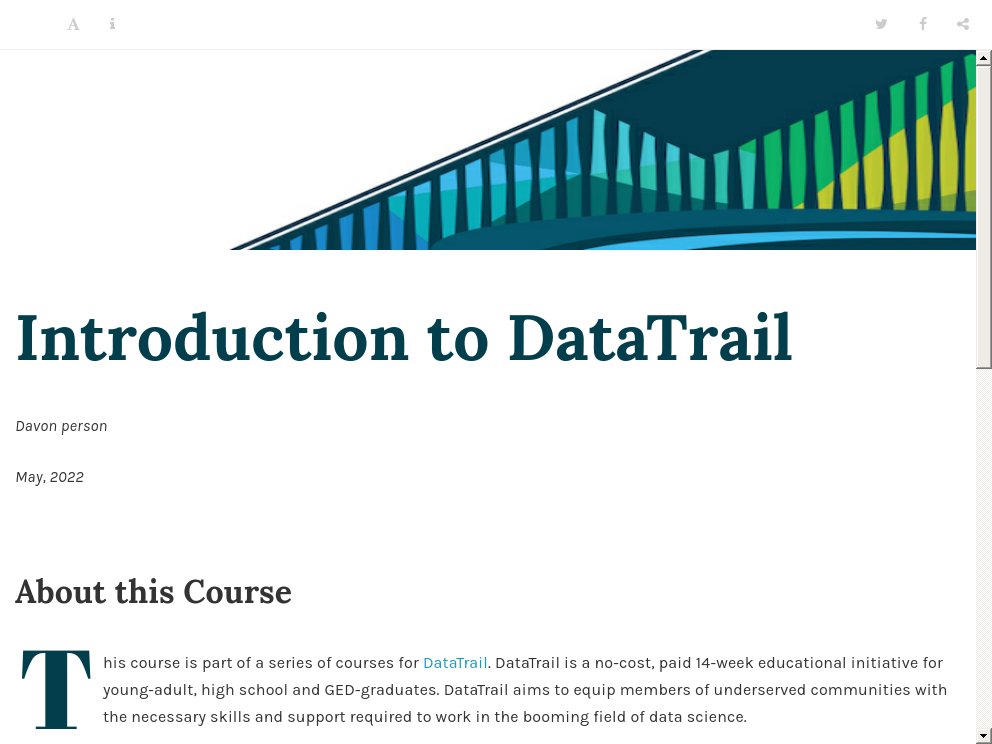 Introduction to DataTrail
Davon person
May, 2022
About this Course
This course is part of a series of courses for DataTrail. DataTrail is a no-cost, paid 14-week educational initiative for
young-adult, high school and GED-graduates. DataTrail aims to equip members of underserved communities with
the necessary skills and support required to work in the booming field of data science.